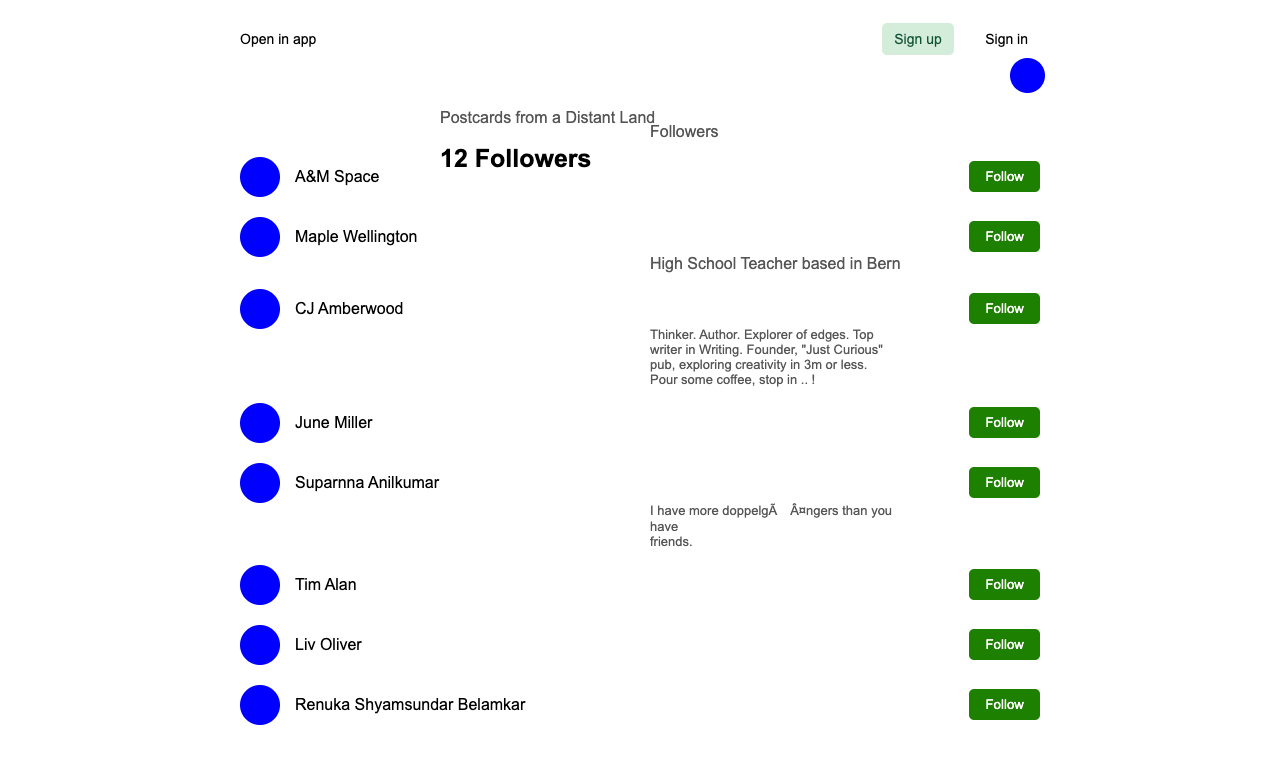 Open in app
Sign up
Sign in
Postcards from a Distant Land
Followers
12 Followers
A&M Space
Follow
Maple Wellington
Follow
High School Teacher based in Bern
CJ Amberwood
Follow
Thinker. Author. Explorer of edges. Top
writer in Writing. Founder, "Just Curious"
pub, exploring creativity in 3m or less.
Pour some coffee, stop in .. !
June Miller
Follow
Suparnna Anilkumar
Follow
I have more doppelgÃ Â¤ngers than you
have
friends.
Tim Alan
Follow
Liv Oliver
Follow
Renuka Shyamsundar Belamkar
Follow